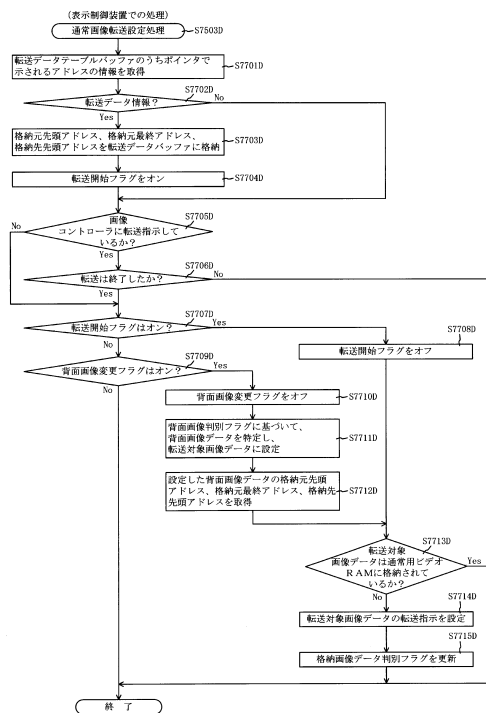 (表示制御装置での処理)
通常画像転送設定処理
S7503D
転送データテーブルバッファのうちポインタで
示されるアドレスの情報を取得
S7701D
S7702D
転送データ情報？
No
Yes
格納元先頭アドレス、格納元最終アドレス、
格納先先頭アドレスを転送データバッファに格納
S7703D
転送開始フラグをオン
S7704D
S7705D
画像
コントローラに転送指示して
いるか？
No
Yes
S7706D
転送は終了したか？
No
Yes
S7707D
転送開始フラグはオン？
Yes
No
S7708D
転送開始フラグをオフ
S7709D
背面画像変更フラグはオン？
Yes
No
背面画像変更フラグをオフ
S7710D
背面画像判別フラグに基づいて、
背面画像データを特定し、
転送対象画像データに設定
S7711D
設定した背面画像データの格納元先頭
アドレス、格納元最終アドレス、格納先
先頭アドレスを取得
S7712D
S7713D
転送対象
画像データは通常用ビデオ
ＲＡＭに格納されて
いるか？
Yes
No
S7714D
転送対象画像データの転送指示を設定
S7715D
格納画像データ判別フラグを更新
終 了